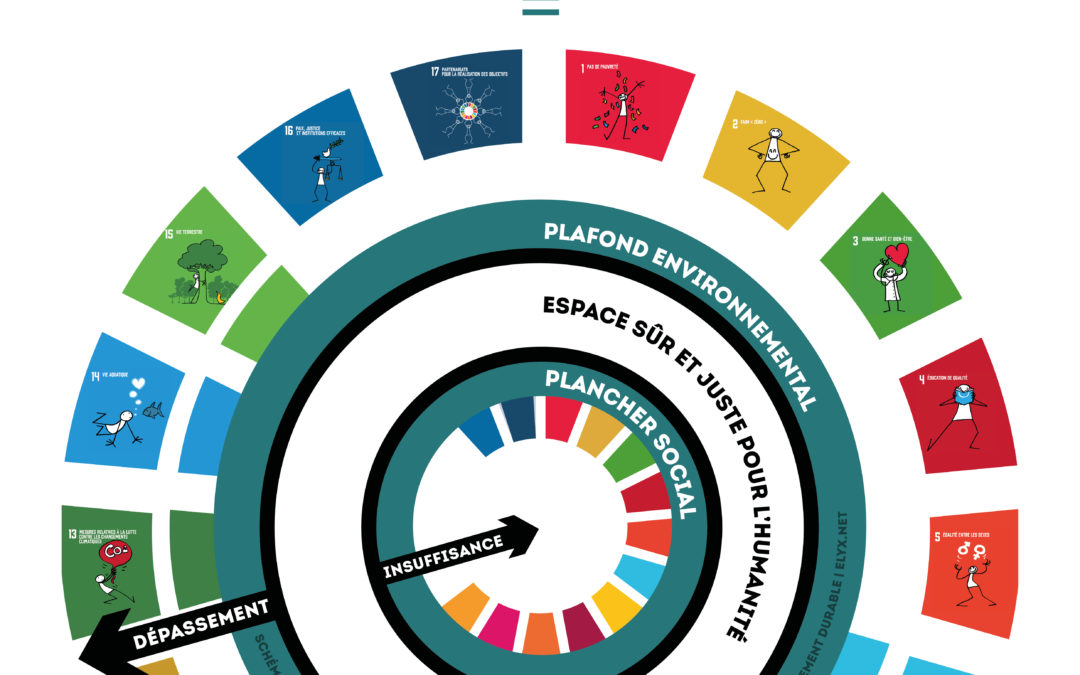 17 PARTENARIATS
POUR LA RÉALISATION DES OBJECTIFS
1 PAS DE PAUVRETÉ
16 PAIX, JUSTICE
ET INSTITUTIONS EFFICACES
2 FAIM « ZÉRO »
15 VIE TERRESTRE
3 BONNE SANTÉ ET BIEN-ÊTRE
PLAFOND ENVIRONNEMENTAL
ESPACE SÛR ET JUSTE POUR L'HUMANITÉ
PLANCHER SOCIAL
14 VIE AQUATIQUE
4 ÉDUCATION DE QUALITÉ
13 MESURES RELATIVES À LA LUTTE
CONTRE LES CHANGEMENTS
CLIMATIQUES
CO₂
5 ÉGALITÉ ENTRE LES SEXES
INSUFFISANCE
DÉPASSEMENT
SCHÉM
EMENT DURABLE | ELYX.NET